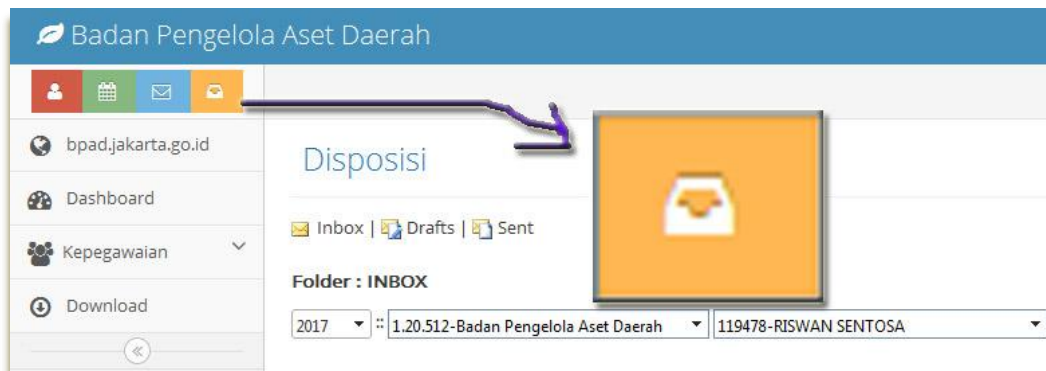 Badan Pengelola Aset Daerah
bpad.jakarta.go.id
Dashboard
Kepegawaian
Download
Disposisi
Inbox | Drafts | Sent
Folder : INBOX
2017 :: 1.20.512-Badan Pengelola Aset Daerah 119478-RISWAN SENTOSA